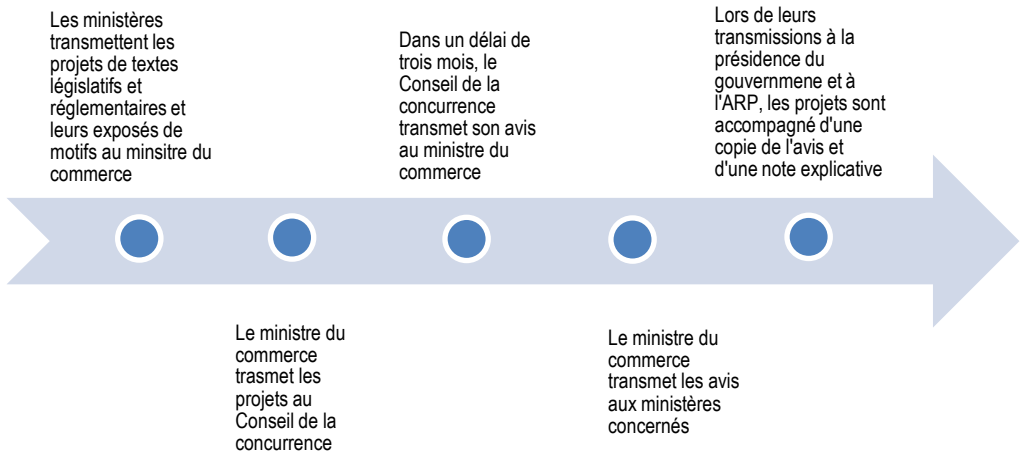 Les ministères
transmettent les
projets de textes
législatifs et
réglementaires et
leurs exposés de
motifs au minsitre du
commerce
Le ministre du
commerce
trasmet les
projets au
Conseil de la
concurrence
Dans un délai de
trois mois, le
Conseil de la
concurrence
transmet son avis
au ministre du
commerce
Le ministre du
commerce
transmet les avis
aux ministères
concernés
Lors de leurs
transmissions à la
présidence du
gouvernmene et à
l'ARP, les projets sont
accompagné d'une
copie de l'avis et
d'une note explicative